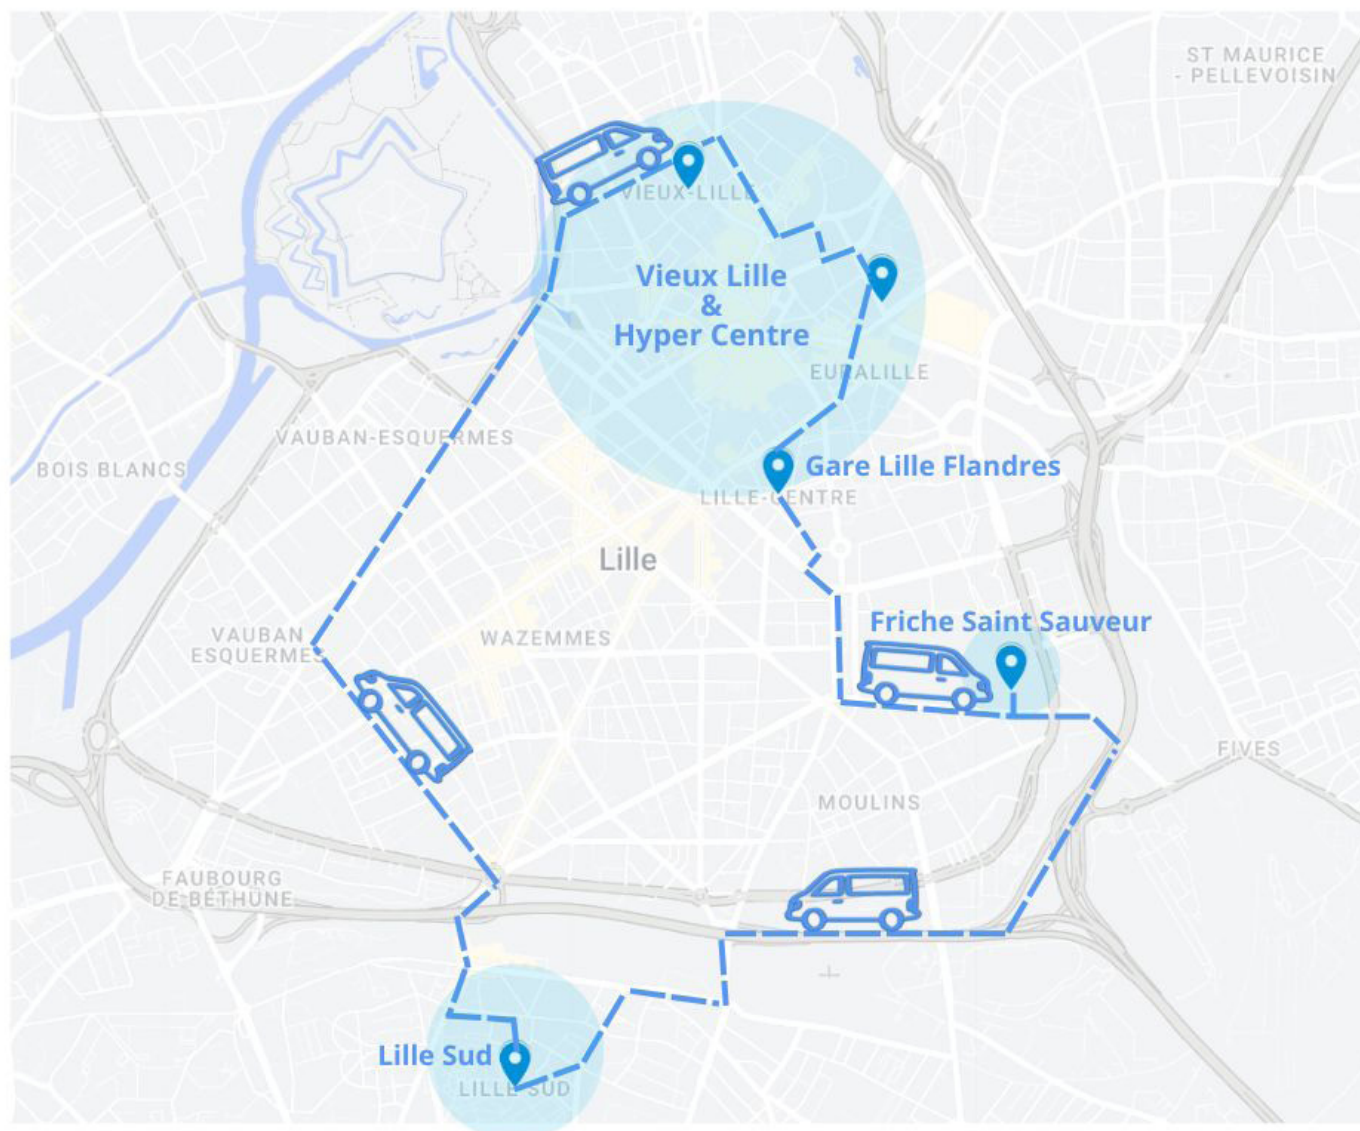 ST MAURICE
- PELLEVOISIN
VIEUX-LILLE
Vieux Lille
&
Hyper Centre
EURALILLE
VAUBAN-ESQUERMES
BOIS BLANCS
Gare Lille Flandres
LILLE-CENTRE
Lille
Friche Saint Sauveur
VAUBAN
ESQUERMES
WAZEMMES
FIVES
MOULINS
FAUBOURG
DE BÉTHUNE
Lille Sud
LILLE SUD